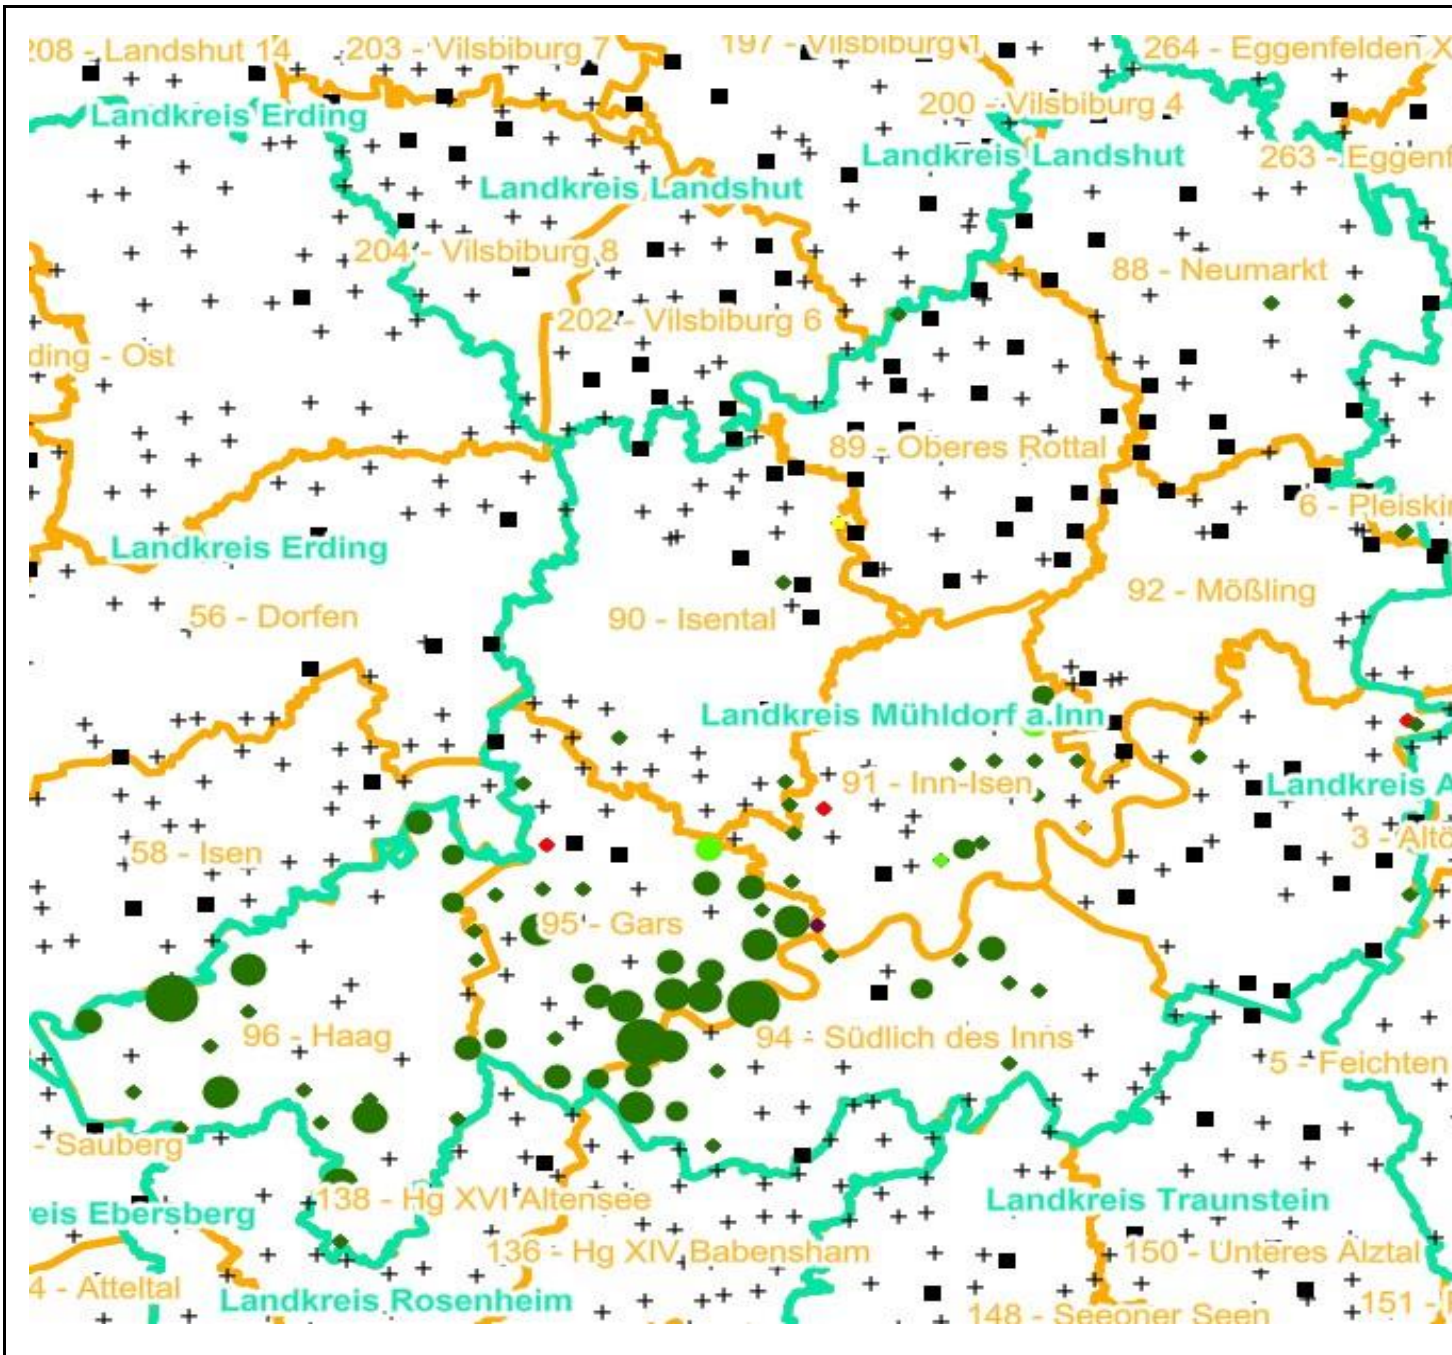 208 - Landshut 14
203 - Vilsbiburg 7
197 - Vilsbiburg 1
264 - Eggenfelden X
200 - Vilsbiburg 4
Landkreis Erding
Landkreis Landshut
263 - Eggenf
Landkreis Landshut
204 - Vilsbiburg 8
88 - Neumarkt
202 - Vilsbiburg 6
ding - Ost
89 - Oberes Rottal
6 - Pleiskir
Landkreis Erding
92 - Mößling
56 - Dorfen
90 - Isental
Landkreis Mühldorf a.Inn
91 - Inn-Isen
Landkreis A
58 - Isen
3 - Altö
95 - Gars
96 - Haag
94 - Südlich des Inns
5 - Feichten
- Sauberg
138 - Hg XVI Altensee
Landkreis Traunstein
eis Ebersberg
136 - Hg XIV Babensham
150 - Unteres Alztal
4 - Atteltal
Landkreis Rosenheim
148 - Seeoner Seen
151 -